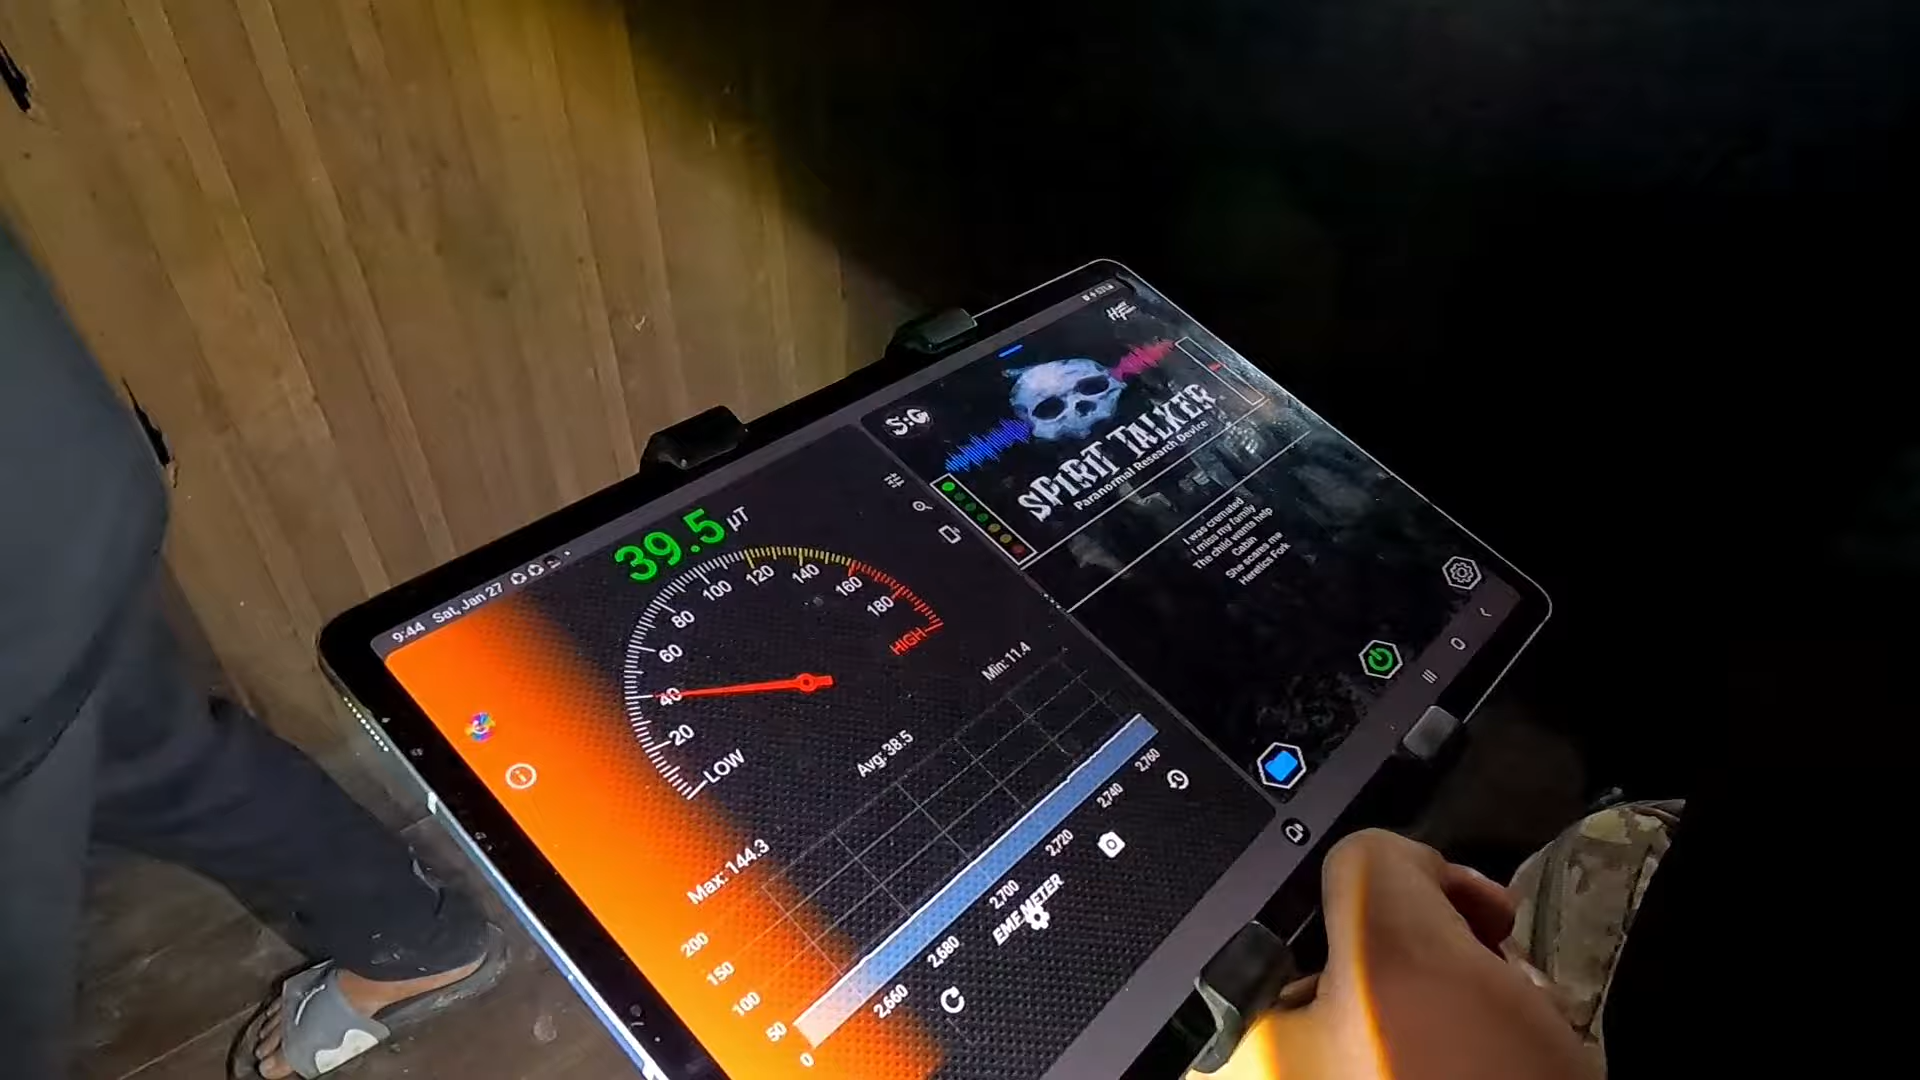 9:44 Sat, Jan 27
39.5 µT
LOW
20
40
60
80
100
120
140
160
180
HIGH
Min: 11.4
Avg: 38.5
Max: 144.3
200
150
100
50
0
2,660
2,680
2,700
2,720
2,740
2,760
EMF METER
S:G
SPIRIT TALKER
Paranormal Research Device
I was cremated
I miss my family
The child wants help
Cabin
She scares me
Heretics Fork